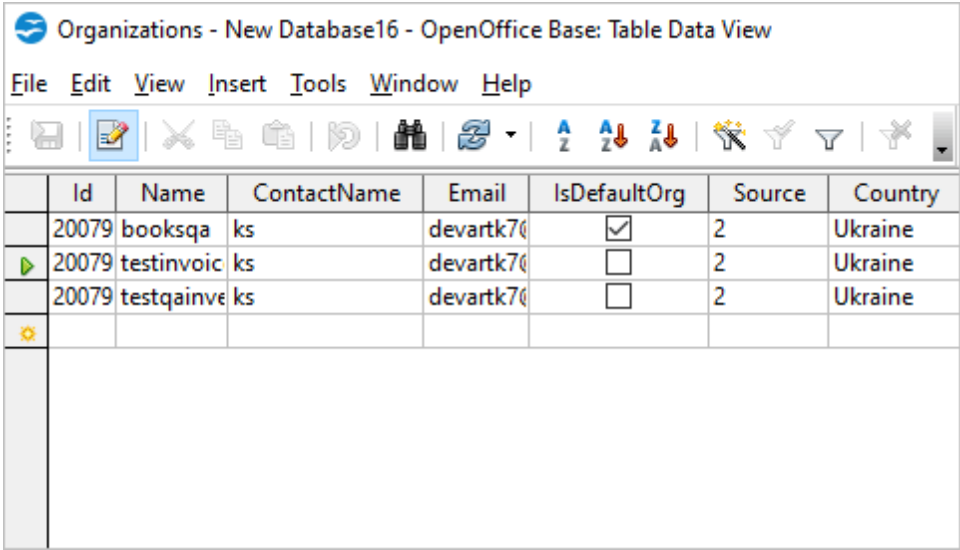 Organizations - New Database16 - OpenOffice Base: Table Data View
File Edit View Insert Tools Window Help
Id Name ContactName Email IsDefaultOrg Source Country
20079 booksqa ks devartk7@ 2 Ukraine
20079 testinvoic ks devartk7@ 2 Ukraine
20079 testqainve ks devartk7@ 2 Ukraine